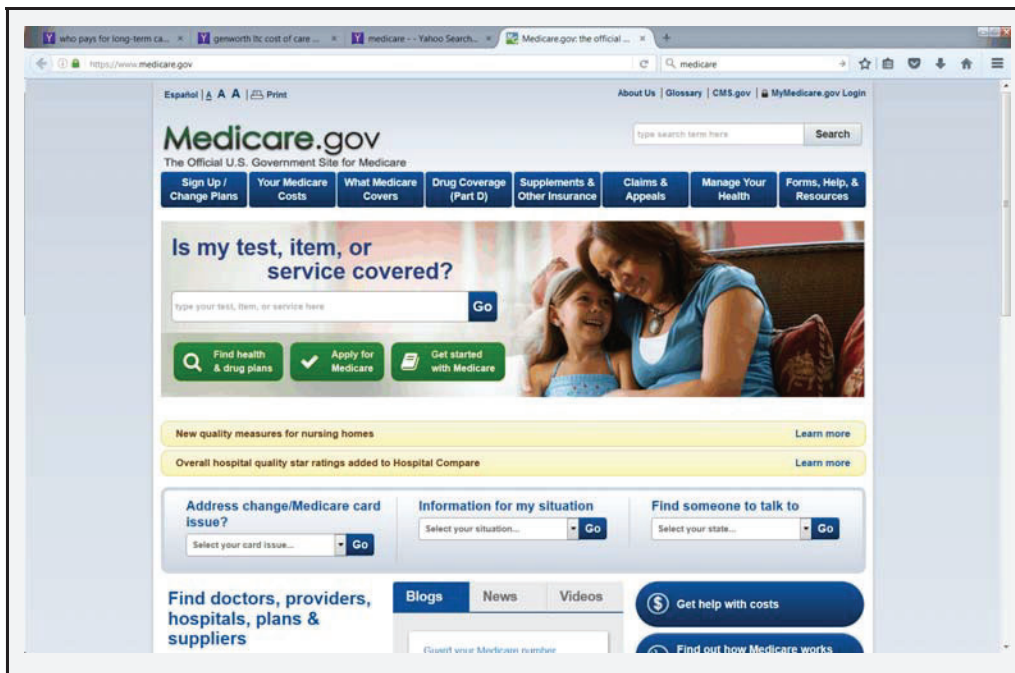 who pays for long-term ca...
genworth ltc cost of care ...
medicare - - Yahoo Search...
Medicare.gov: the official ...
https://www.medicare.gov
medicare
Español | A A A | Print
About Us | Glossary | CMS.gov | MyMedicare.gov Login
Medicare.gov
The Official U.S. Government Site for Medicare
type search term here
Search
Sign Up /
Change Plans
Your Medicare
Costs
What Medicare
Covers
Drug Coverage
(Part D)
Supplements &
Other Insurance
Claims &
Appeals
Manage Your
Health
Forms, Help, &
Resources
Is my test, item, or
service covered?
type your test, item, or service here
Go
Find health
& drug plans
Apply for
Medicare
Get started
with Medicare
New quality measures for nursing homes
Learn more
Overall hospital quality star ratings added to Hospital Compare
Learn more
Address change/Medicare card
issue?
Select your card issue...
Go
Information for my situation
Select your situation...
Go
Find someone to talk to
Select your state...
Go
Find doctors, providers,
hospitals, plans &
suppliers
Blogs
News
Videos
Guard your Medicare number
Get help with costs
Find out how Medicare works